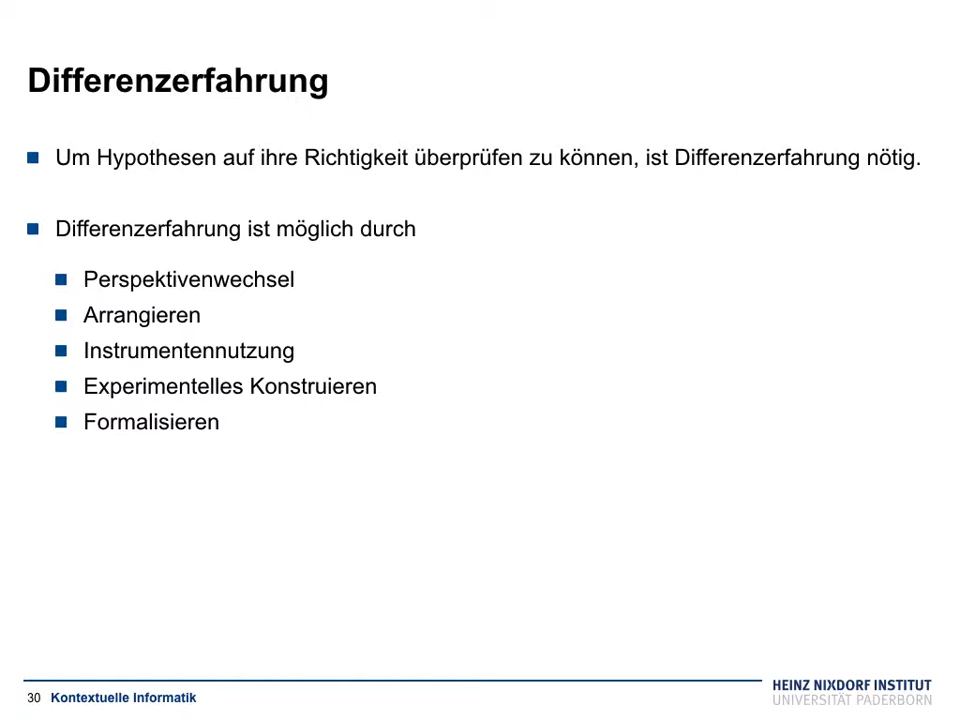 Differenzerfahrung
Um Hypothesen auf ihre Richtigkeit überprüfen zu können, ist Differenzerfahrung nötig.
Differenzerfahrung ist möglich durch
Perspektivenwechsel
Arrangieren
Instrumentennutzung
Experimentelles Konstruieren
Formalisieren
30 Kontextuelle Informatik
HEINZ NIXDORF INSTITUT
UNIVERSITÄT PADERBORN